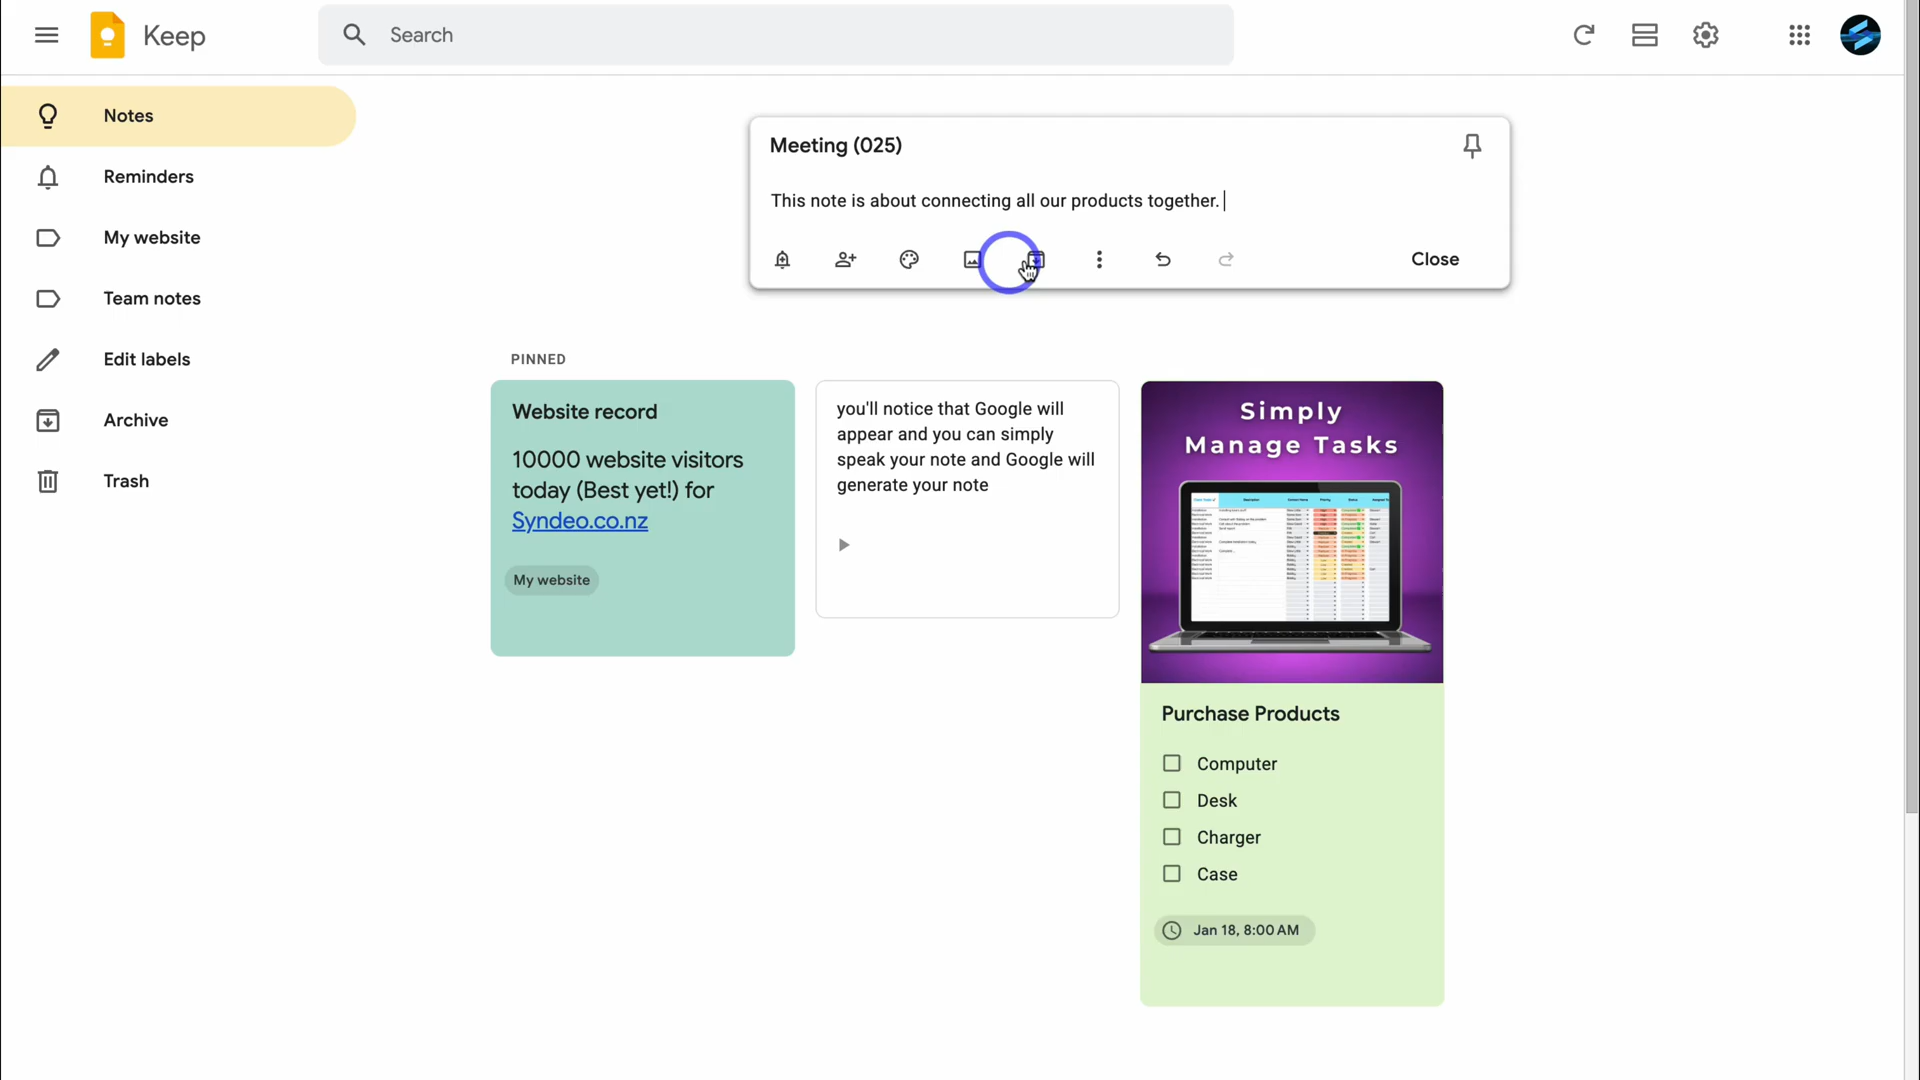 Keep
Search
Notes
Reminders
My website
Team notes
Edit labels
Archive
Trash
Meeting (025)
This note is about connecting all our products together.
Close
PINNED
Website record
10000 website visitors
today (Best yet!) for
Syndeo.co.nz
My website
you'll notice that Google will
appear and you can simply
speak your note and Google will
generate your note
Simply
Manage Tasks
Purchase Products
Computer
Desk
Charger
Case
Jan 18, 8:00 AM